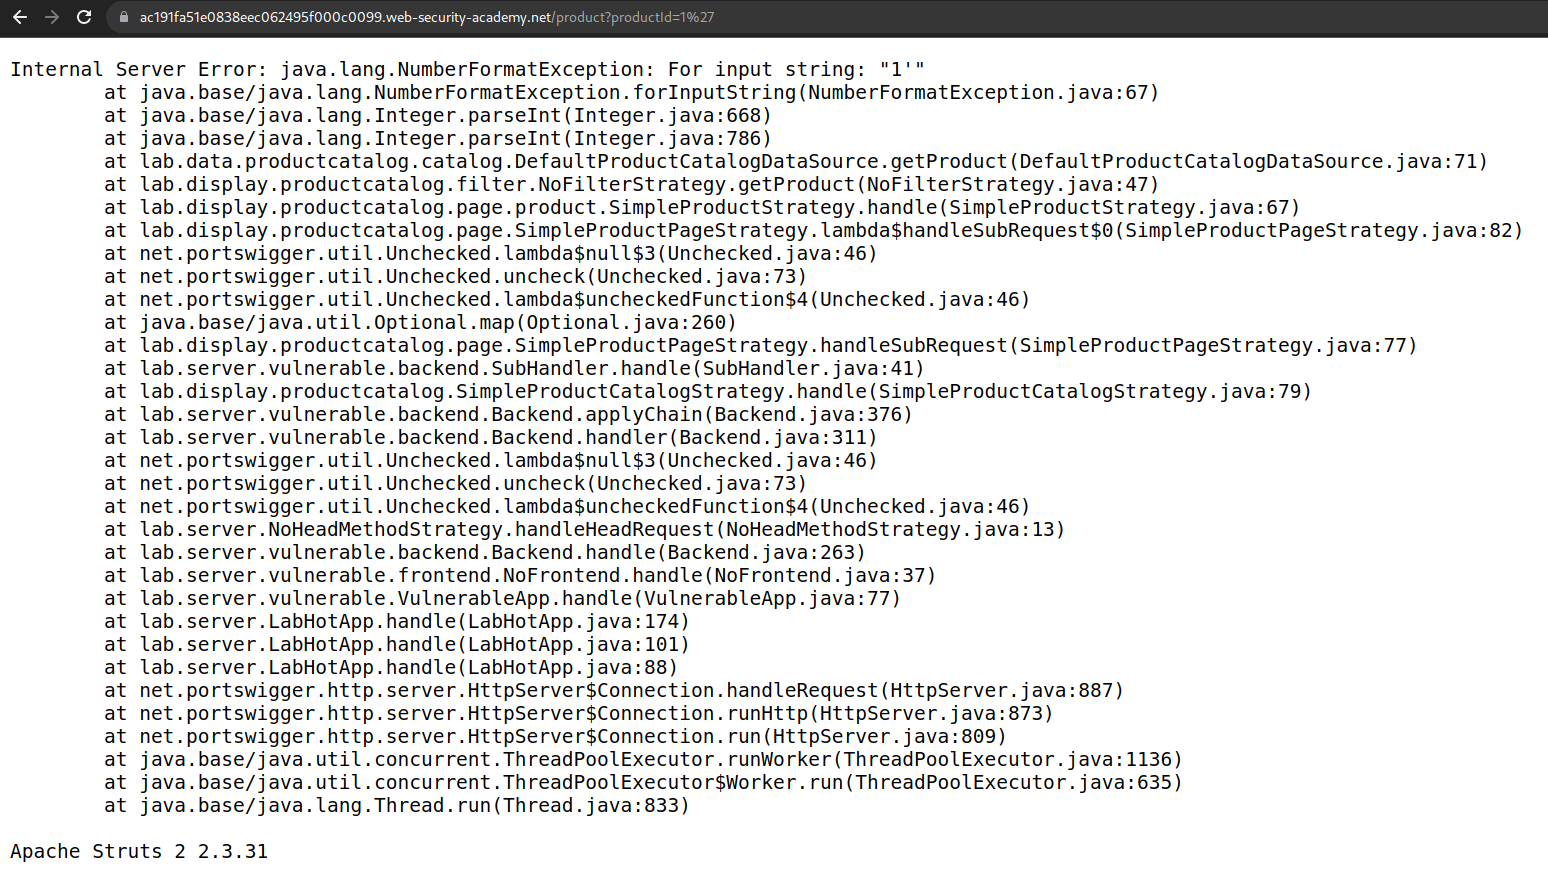 ac191fa51e0838eec062495f000c0099.web-security-academy.net/product?productId=1%27
Internal Server Error: java.lang.NumberFormatException: For input string: "1'"
at java.base/java.lang.NumberFormatException.forInputString(NumberFormatException.java:67)
at java.base/java.lang.Integer.parseInt(Integer.java:668)
at java.base/java.lang.Integer.parseInt(Integer.java:786)
at lab.data.productcatalog.catalog.DefaultProductCatalogDataSource.getProduct(DefaultProductCatalogDataSource.java:71)
at lab.display.productcatalog.filter.NoFilterStrategy.getProduct(NoFilterStrategy.java:47)
at lab.display.productcatalog.page.product.SimpleProductStrategy.handle(SimpleProductStrategy.java:67)
at lab.display.productcatalog.page.SimpleProductPageStrategy.lambda$handleSubRequest$0(SimpleProductPageStrategy.java:82)
at net.portswigger.util.Unchecked.lambda$null$3(Unchecked.java:46)
at net.portswigger.util.Unchecked.uncheck(Unchecked.java:73)
at net.portswigger.util.Unchecked.lambda$uncheckedFunction$4(Unchecked.java:46)
at java.base/java.util.Optional.map(Optional.java:260)
at lab.display.productcatalog.page.SimpleProductPageStrategy.handleSubRequest(SimpleProductPageStrategy.java:77)
at lab.server.vulnerable.backend.SubHandler.handle(SubHandler.java:41)
at lab.display.productcatalog.SimpleProductCatalogStrategy.handle(SimpleProductCatalogStrategy.java:79)
at lab.server.vulnerable.backend.Backend.applyChain(Backend.java:376)
at lab.server.vulnerable.backend.Backend.handler(Backend.java:311)
at net.portswigger.util.Unchecked.lambda$null$3(Unchecked.java:46)
at net.portswigger.util.Unchecked.uncheck(Unchecked.java:73)
at net.portswigger.util.Unchecked.lambda$uncheckedFunction$4(Unchecked.java:46)
at lab.server.NoHeadMethodStrategy.handleHeadRequest(NoHeadMethodStrategy.java:13)
at lab.server.vulnerable.backend.Backend.handle(Backend.java:263)
at lab.server.vulnerable.frontend.NoFrontend.handle(NoFrontend.java:37)
at lab.server.vulnerable.VulnerableApp.handle(VulnerableApp.java:77)
at lab.server.LabHotApp.handle(LabHotApp.java:174)
at lab.server.LabHotApp.handle(LabHotApp.java:101)
at lab.server.LabHotApp.handle(LabHotApp.java:88)
at net.portswigger.http.server.HttpServer$Connection.handleRequest(HttpServer.java:887)
at net.portswigger.http.server.HttpServer$Connection.runHttp(HttpServer.java:873)
at net.portswigger.http.server.HttpServer$Connection.run(HttpServer.java:809)
at java.base/java.util.concurrent.ThreadPoolExecutor.runWorker(ThreadPoolExecutor.java:1136)
at java.base/java.util.concurrent.ThreadPoolExecutor$Worker.run(ThreadPoolExecutor.java:635)
at java.base/java.lang.Thread.run(Thread.java:833)
Apache Struts 2 2.3.31